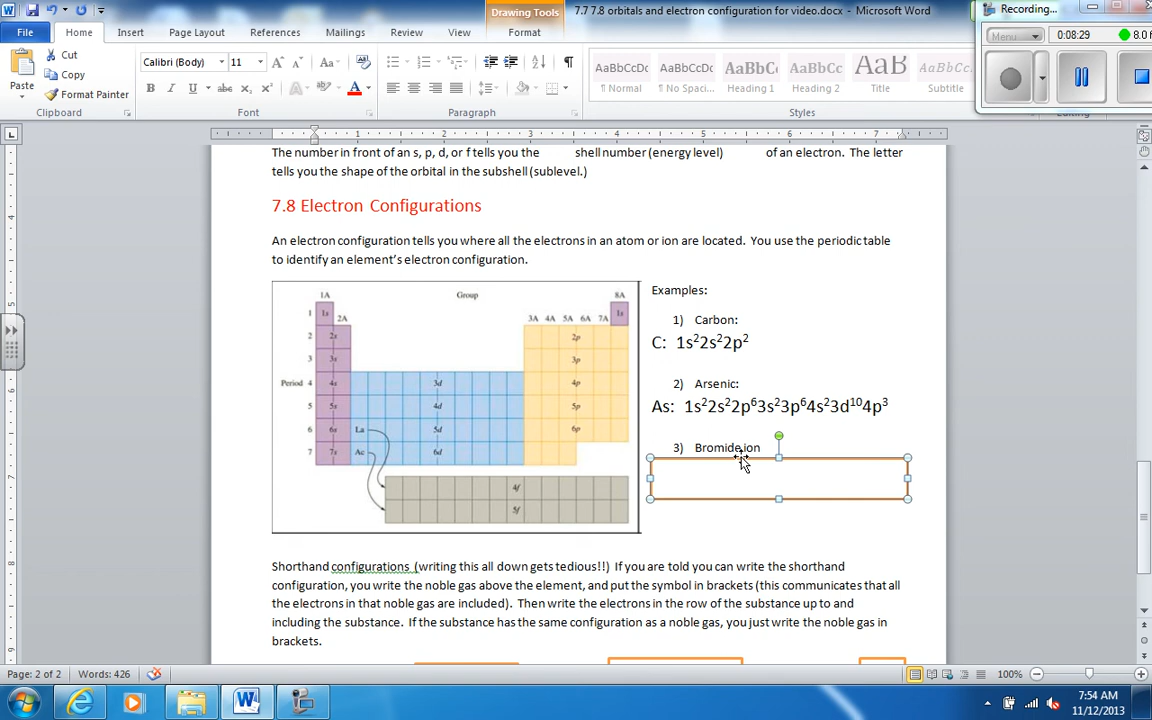 Drawing Tools
7.7 7.8 orbitals and electron configuration for video.docx - Microsoft Word
Recording...
File Home Insert Page Layout References Mailings Review View Format
Menu 0:08:29 8.0 f
Cut
Copy
Format Painter
Paste
Calibri (Body) 11
AaBbCcDc AaBbCcDc AaBbC AaBbCc AaB AaBbCc
¶ Normal ¶ No Spaci... Heading 1 Heading 2 Title Subtitle
Clipboard Font Paragraph Styles Editing
The number in front of an s, p, d, or f tells you the shell number (energy level) of an electron. The letter
tells you the shape of the orbital in the subshell (sublevel.)
7.8 Electron Configurations
An electron configuration tells you where all the electrons in an atom or ion are located. You use the periodic table
to identify an element's electron configuration.
1A Group 8A
1 1s 2A 3A 4A 5A 6A 7A 1s
2 2s 2p
3 3s 3p
Period 4 4s 3d 4p
5 5s 4d 5p
6 6s La 5d 6p
7 7s Ac 6d
4f
5f
Examples:
1) Carbon:
C: 1s²2s²2p²
2) Arsenic:
As: 1s²2s²2p⁶3s²3p⁶4s²3d¹⁰4p³
3) Bromide ion
Shorthand configurations (writing this all down gets tedious!!) If you are told you can write the shorthand
configuration, you write the noble gas above the element, and put the symbol in brackets (this communicates that all
the electrons in that noble gas are included). Then write the electrons in the row of the substance up to and
including the substance. If the substance has the same configuration as a noble gas, you just write the noble gas in
brackets.
Page: 2 of 2 Words: 426 100%
7:54 AM
11/12/2013